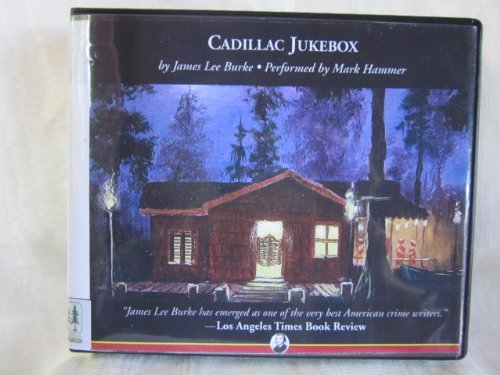 CADILLAC JUKEBOX
by James Lee Burke • Performed by Mark Hammer
"James Lee Burke has emerged as one of the very best American crime writers."
—Los Angeles Times Book Review